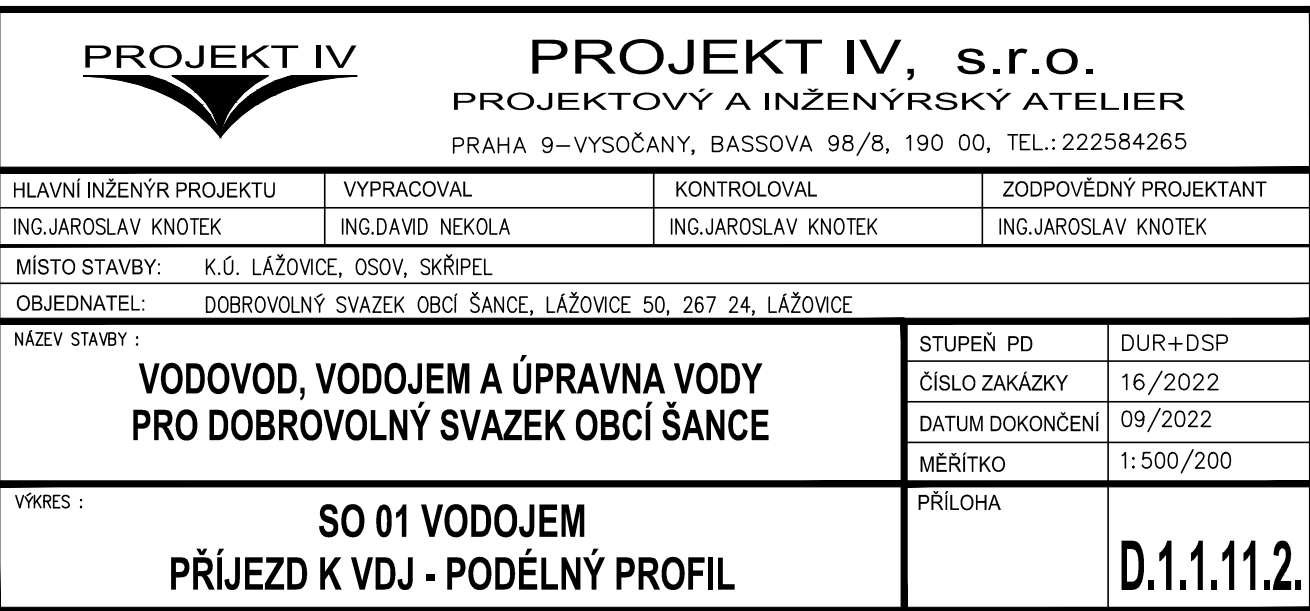 PROJEKT IV
PROJEKT IV, s.r.o.
PROJEKTOVÝ A INŽENÝRSKÝ ATELIER
PRAHA 9-VYSOČANY, BASSOVA 98/8, 190 00, TEL.:222584265
HLAVNÍ INŽENÝR PROJEKTU VYPRACOVAL KONTROLOVAL ZODPOVĚDNÝ PROJEKTANT
ING.JAROSLAV KNOTEK ING.DAVID NEKOLA ING.JAROSLAV KNOTEK ING.JAROSLAV KNOTEK
MÍSTO STAVBY: K.Ú. LÁŽOVICE, OSOV, SKŘIPEL
OBJEDNATEL: DOBROVOLNÝ SVAZEK OBCÍ ŠANCE, LÁŽOVICE 50, 267 24, LÁŽOVICE
NÁZEV STAVBY :
VODOVOD, VODOJEM A ÚPRAVNA VODY
PRO DOBROVOLNÝ SVAZEK OBCÍ ŠANCE
STUPEŇ PD DUR+DSP
ČÍSLO ZAKÁZKY 16/2022
DATUM DOKONČENÍ 09/2022
MĚŘÍTKO 1:500/200
VÝKRES :
SO 01 VODOJEM
PŘÍJEZD K VDJ - PODÉLNÝ PROFIL
PŘÍLOHA
D.1.1.11.2.